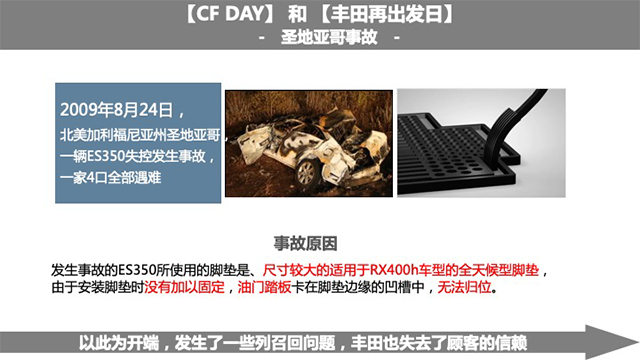 【CF DAY】 和 【丰田再出发日】
- 圣地亚哥事故 -
2009年8月24日，
北美加利福尼亚州圣地亚哥，
一辆ES350失控发生事故，
一家4口全部遇难
事故原因
发生事故的ES350所使用的脚垫是、尺寸较大的适用于RX400h车型的全天候型脚垫，
由于安装脚垫时没有加以固定，油门踏板卡在脚垫边缘的凹槽中，无法归位。
以此为开端，发生了一些列召回问题，丰田也失去了顾客的信赖